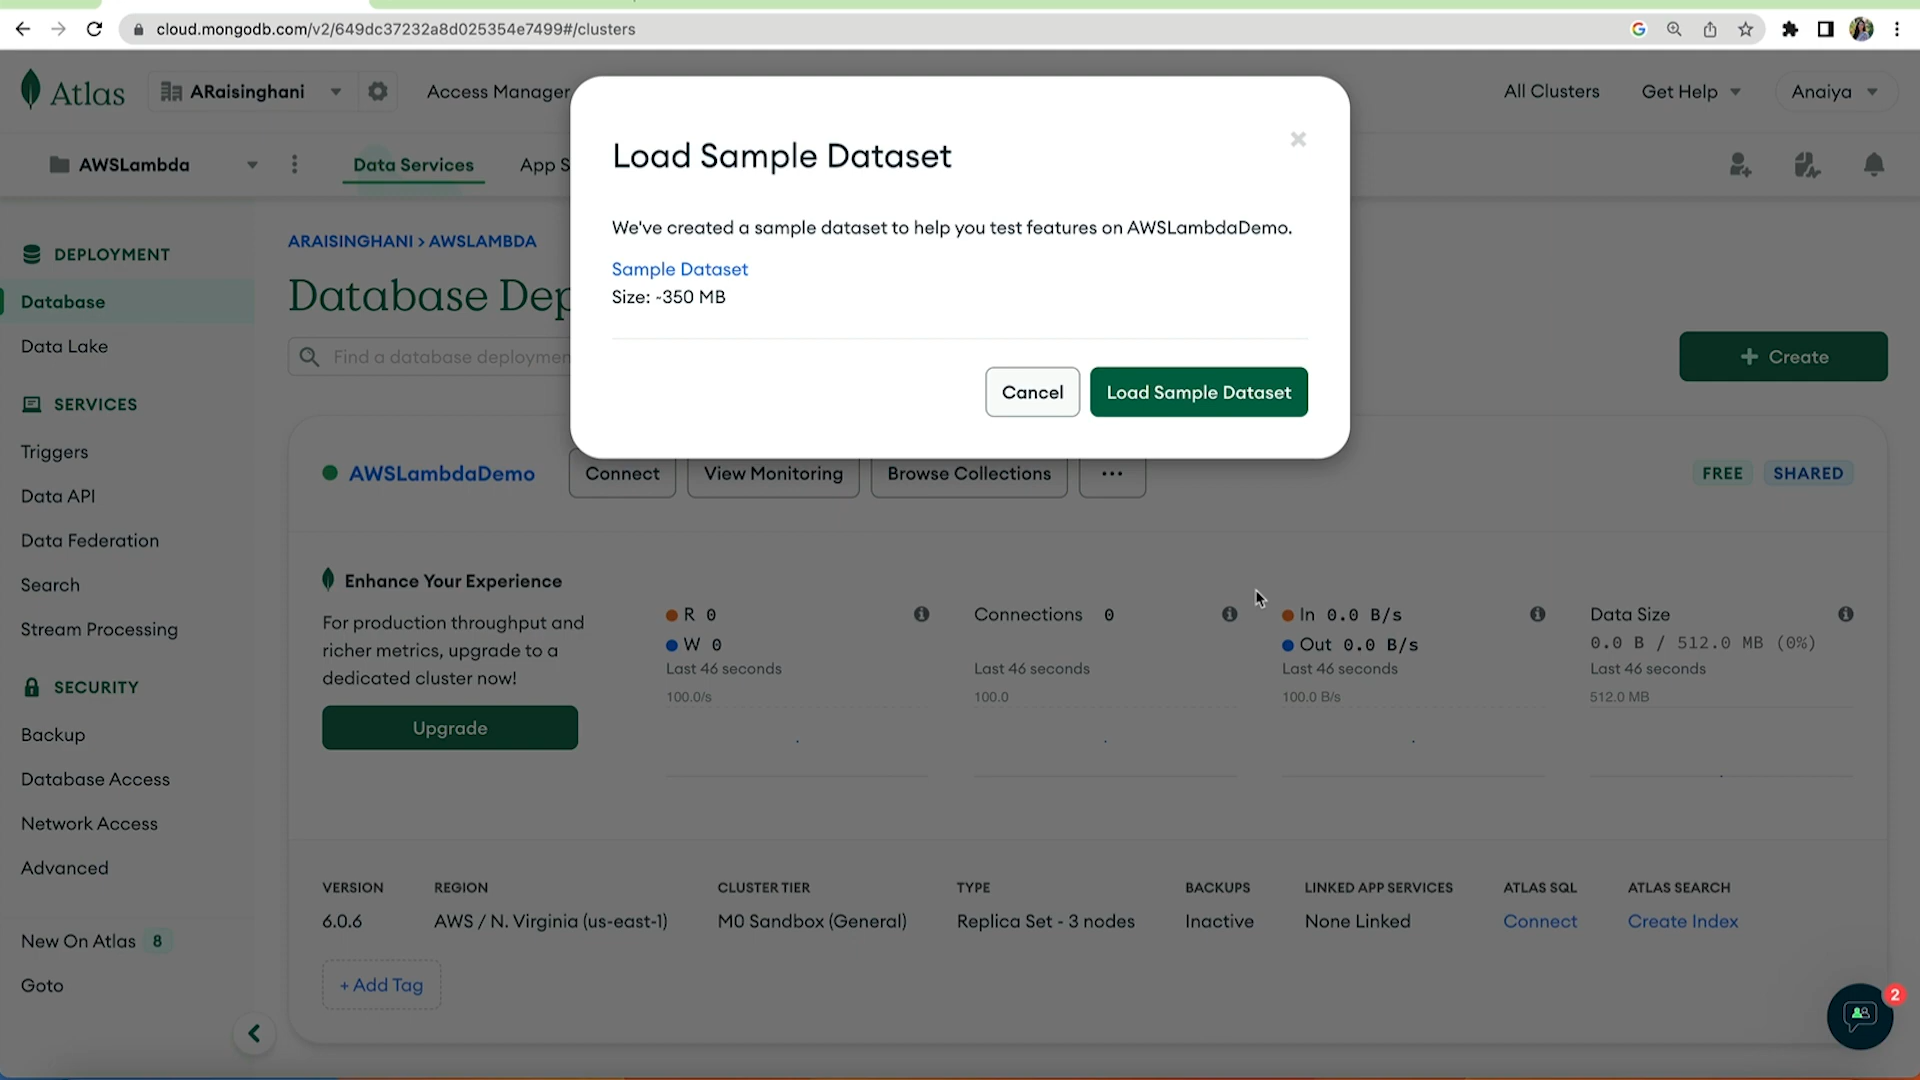 cloud.mongodb.com/v2/649dc37232a8d025354e7499#/clusters
Atlas
ARaisinghani
Access Manager
All Clusters
Get Help
Anaiya
AWSLambda
Data Services
App S
Load Sample Dataset
We've created a sample dataset to help you test features on AWSLambdaDemo.
Sample Dataset
Size: ~350 MB
Cancel
Load Sample Dataset
DEPLOYMENT
Database
Data Lake
SERVICES
Triggers
Data API
Data Federation
Search
Stream Processing
SECURITY
Backup
Database Access
Network Access
Advanced
New On Atlas 8
Goto
ARAISINGHANI > AWSLAMBDA
Database Dep
Find a database deploymen
+ Create
AWSLambdaDemo
Connect
View Monitoring
Browse Collections
...
FREE
SHARED
Enhance Your Experience
For production throughput and
richer metrics, upgrade to a
dedicated cluster now!
Upgrade
R 0
W 0
Last 46 seconds
100.0/s
Connections 0
Last 46 seconds
100.0
In 0.0 B/s
Out 0.0 B/s
Last 46 seconds
100.0 B/s
Data Size
0.0 B / 512.0 MB (0%)
Last 46 seconds
512.0 MB
VERSION REGION CLUSTER TIER TYPE BACKUPS LINKED APP SERVICES ATLAS SQL ATLAS SEARCH
6.0.6 AWS / N. Virginia (us-east-1) M0 Sandbox (General) Replica Set - 3 nodes Inactive None Linked Connect Create Index
+ Add Tag
2